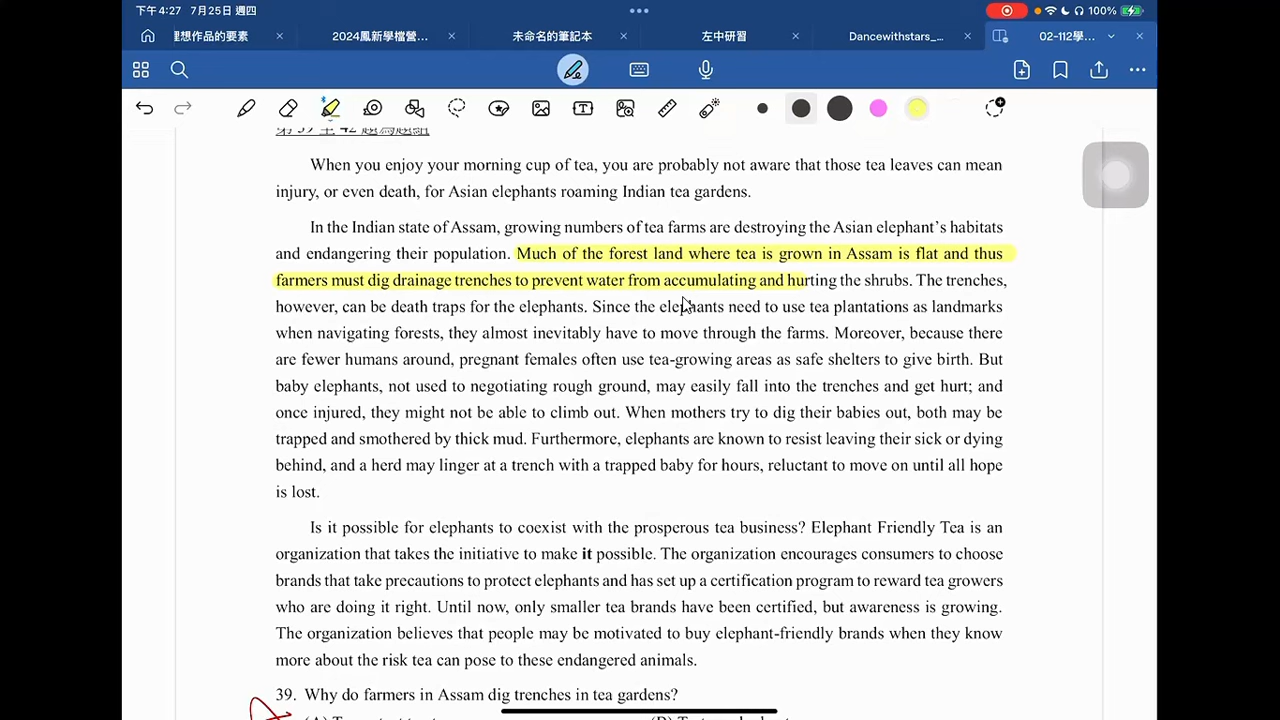 下午4:27 7月25日 週四
100%
理想作品的要素
2024鳳新學檔營...
未命名的筆記本
左中研習
Dancewithstars_...
02-112學...
When you enjoy your morning cup of tea, you are probably not aware that those tea leaves can mean
injury, or even death, for Asian elephants roaming Indian tea gardens.
In the Indian state of Assam, growing numbers of tea farms are destroying the Asian elephant's habitats
and endangering their population. Much of the forest land where tea is grown in Assam is flat and thus
farmers must dig drainage trenches to prevent water from accumulating and hurting the shrubs. The trenches,
however, can be death traps for the elephants. Since the elephants need to use tea plantations as landmarks
when navigating forests, they almost inevitably have to move through the farms. Moreover, because there
are fewer humans around, pregnant females often use tea-growing areas as safe shelters to give birth. But
baby elephants, not used to negotiating rough ground, may easily fall into the trenches and get hurt; and
once injured, they might not be able to climb out. When mothers try to dig their babies out, both may be
trapped and smothered by thick mud. Furthermore, elephants are known to resist leaving their sick or dying
behind, and a herd may linger at a trench with a trapped baby for hours, reluctant to move on until all hope
is lost.
Is it possible for elephants to coexist with the prosperous tea business? Elephant Friendly Tea is an
organization that takes the initiative to make it possible. The organization encourages consumers to choose
brands that take precautions to protect elephants and has set up a certification program to reward tea growers
who are doing it right. Until now, only smaller tea brands have been certified, but awareness is growing.
The organization believes that people may be motivated to buy elephant-friendly brands when they know
more about the risk tea can pose to these endangered animals.
39. Why do farmers in Assam dig trenches in tea gardens?